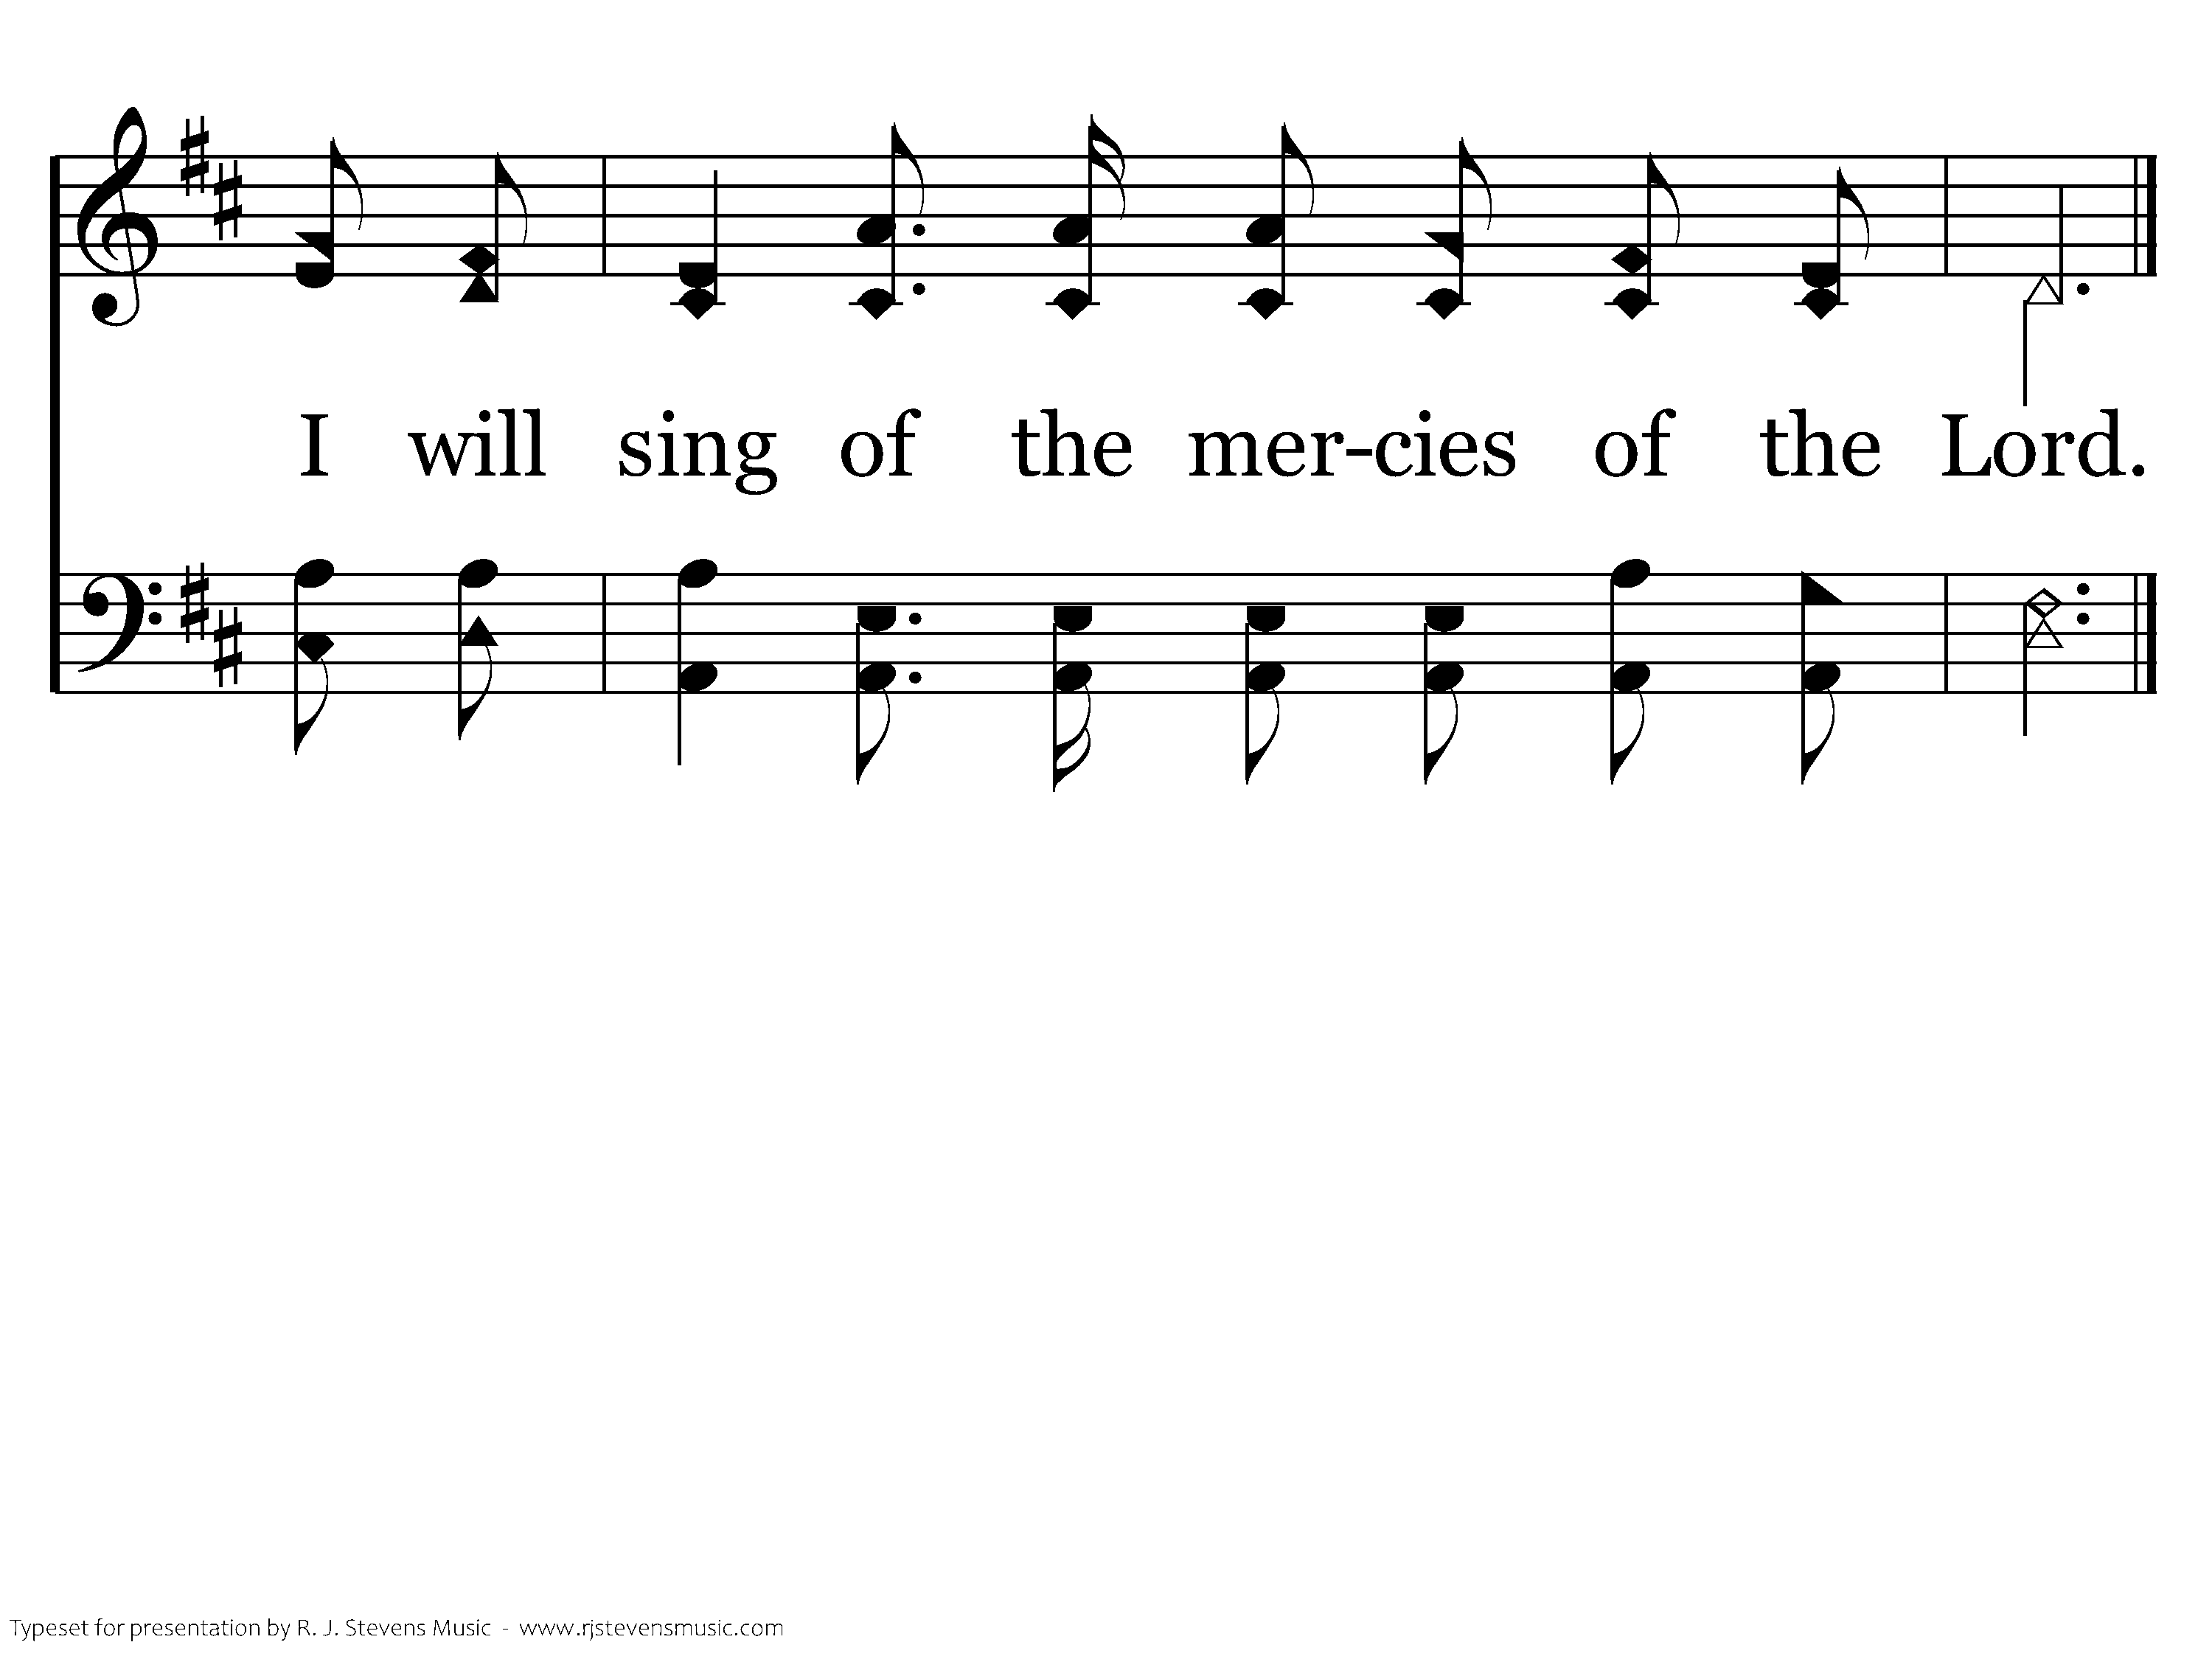 I will sing of the mer-cies of the Lord.
Typeset for presentation by R. J. Stevens Music - www.rjstevensmusic.com